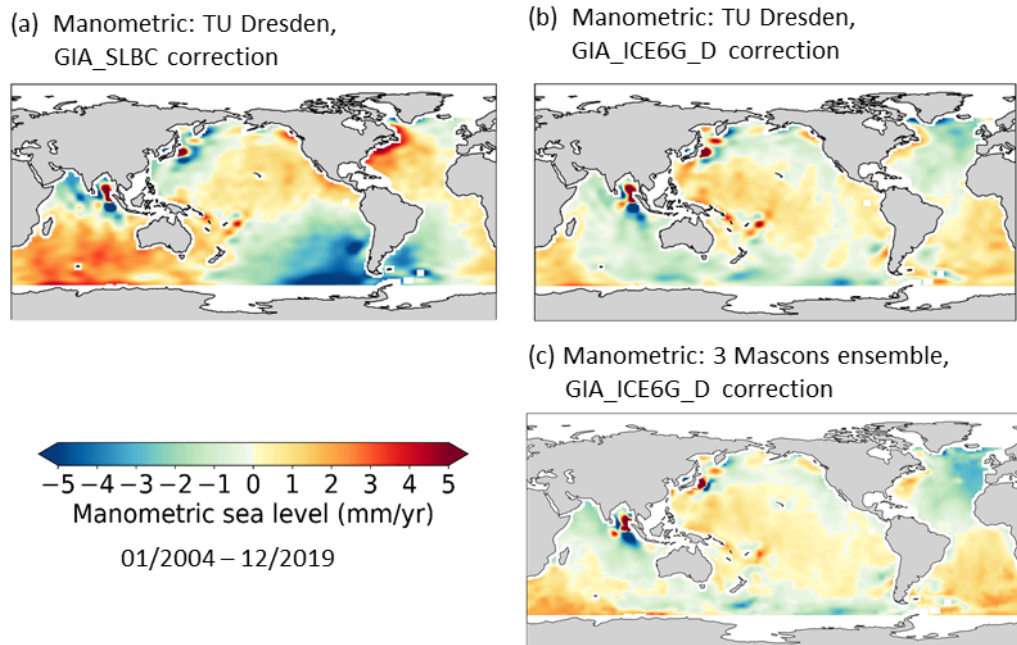 (a) Manometric: TU Dresden,
GIA_SLBC correction
(b) Manometric: TU Dresden,
GIA_ICE6G_D correction
(c) Manometric: 3 Mascons ensemble,
GIA_ICE6G_D correction
−5 −4 −3 −2 −1 0 1 2 3 4 5
Manometric sea level (mm/yr)
01/2004 – 12/2019